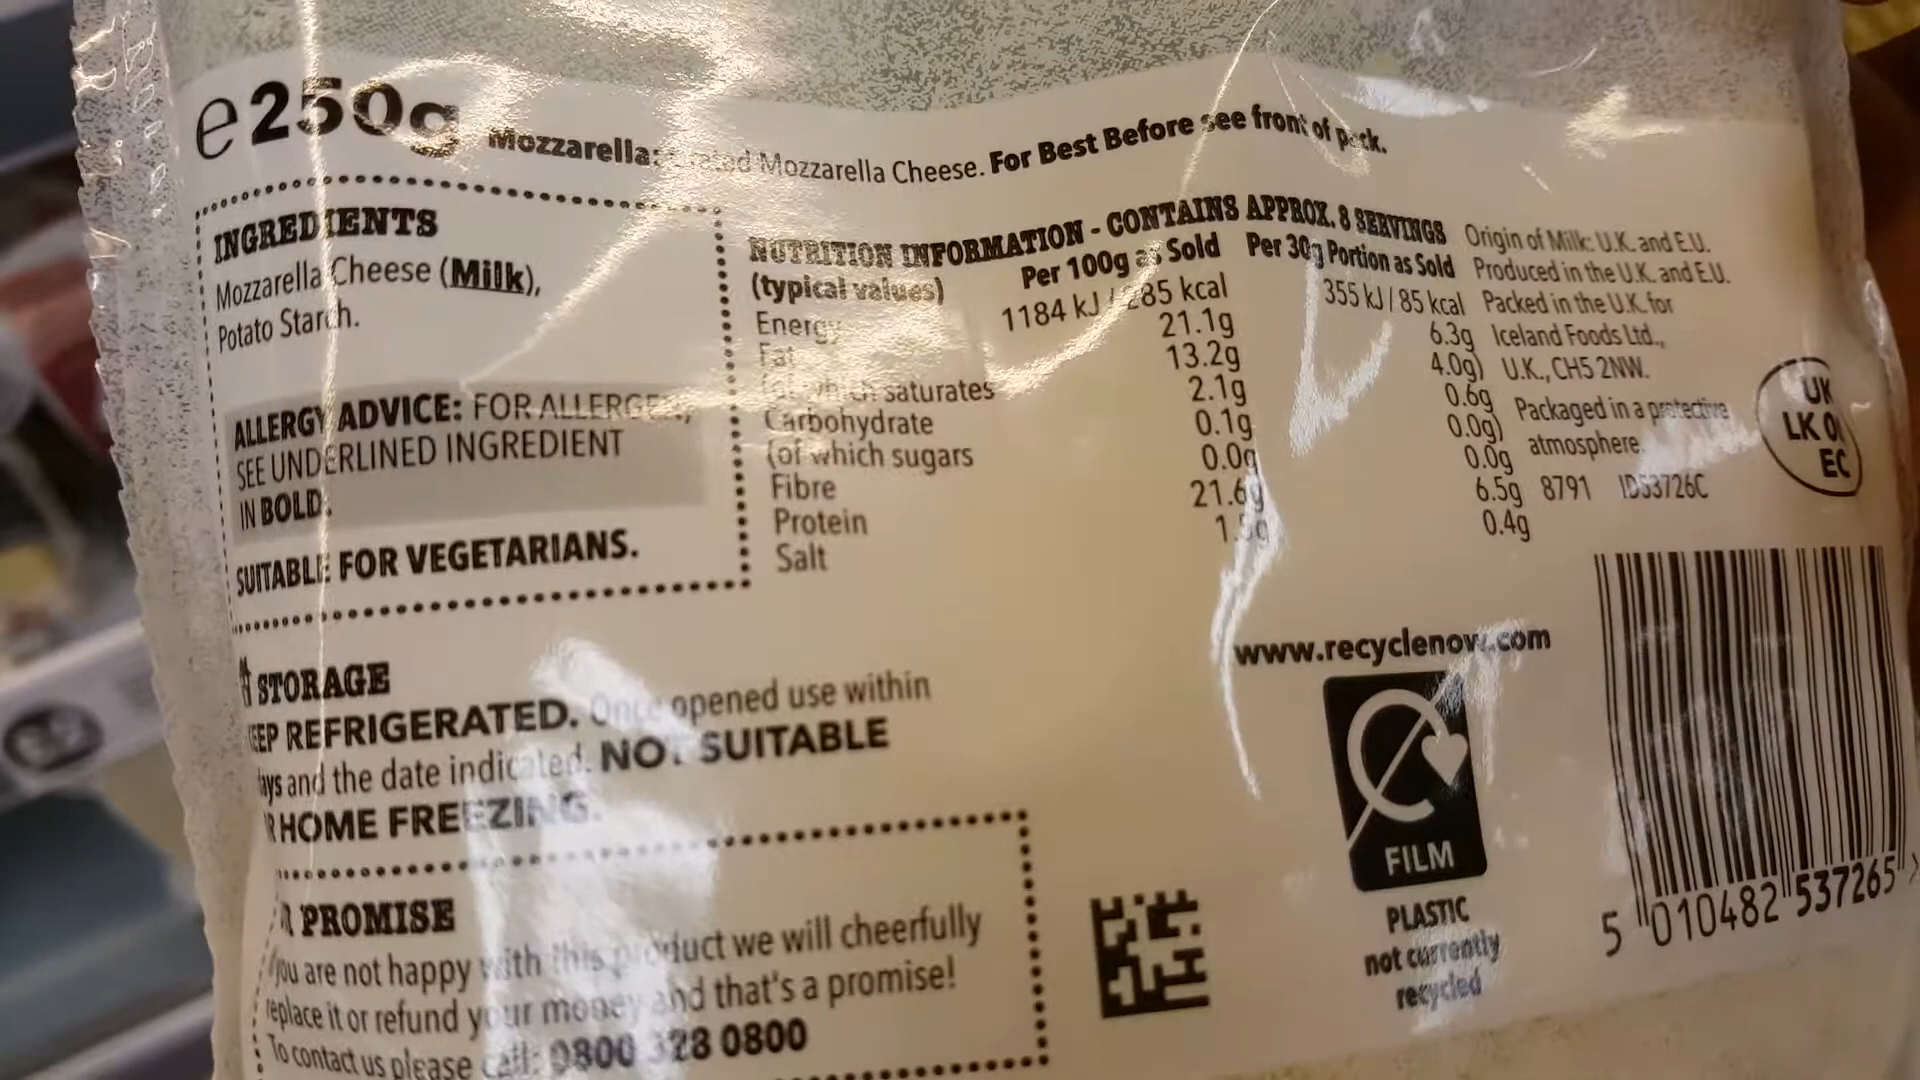 e250g
Mozzarella: Mozzarella Cheese. For Best Before see front of pack.
INGREDIENTS
Mozzarella Cheese (Milk),
Potato Starch.
ALLERGY ADVICE: FOR ALLERGEN,
SEE UNDERLINED INGREDIENT
IN BOLD.
SUITABLE FOR VEGETARIANS.
NUTRITION INFORMATION - CONTAINS APPROX. 8 SERVINGS
(typical values) Per 100g as Sold Per 30g Portion as Sold
Energy 1184 kJ / 285 kcal 355 kJ / 85 kcal
Fat 21.1g 6.3g
(of which saturates 13.2g 4.0g)
Carbohydrate 2.1g 0.6g
(of which sugars 0.1g 0.0g)
Fibre 0.0g 0.0g
Protein 21.6g 6.5g
Salt 0.4g
Origin of Milk: U.K. and E.U.
Produced in the U.K. and E.U.
Packed in the U.K. for
Iceland Foods Ltd.,
U.K., CH5 2NW.
Packaged in a protective
atmosphere.
8791 ID53726C
UK
LK
EC
STORAGE
REFRIGERATED. Once opened use within
and the date indicated. NOT SUITABLE
HOME FREEZING.
PROMISE
you are not happy with this product we will cheerfully
replace it or refund your money and that's a promise!
To contact us please call: 0800 328 0800
www.recyclenow.com
FILM
PLASTIC
not currently
recycled
5 010482 537265 >